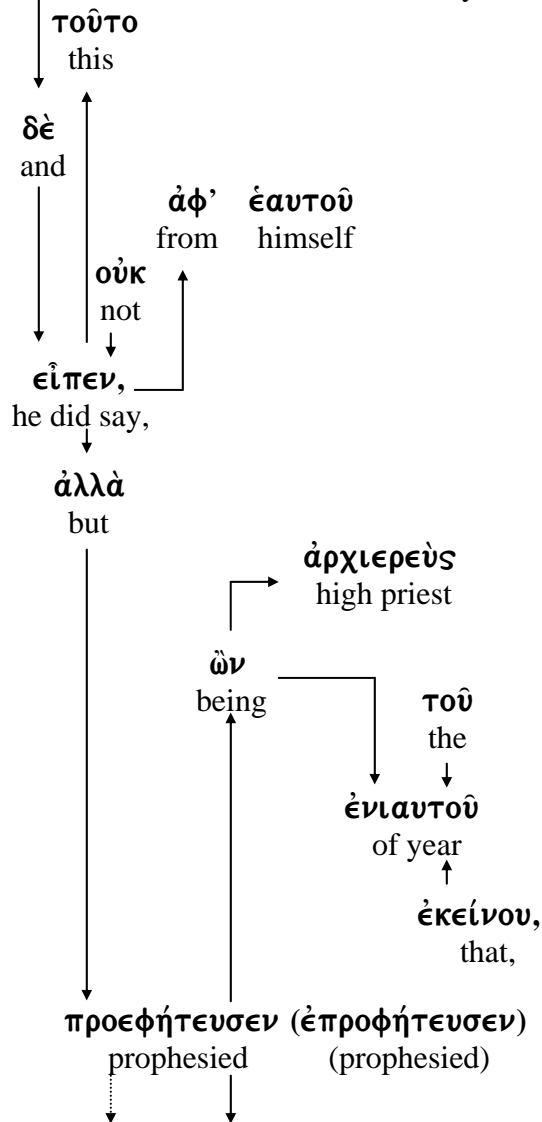 τοῦτο
this
δὲ
and
ἀφ’ ἑαυτοῦ
from himself
οὐκ
not
εἶπεν,
he did say,
ἀλλὰ
but
ἀρχιερεὺς
high priest
ὢν
being
τοῦ
the
ἐνιαυτοῦ
of year
ἐκείνου,
that,
προεφήτευσεν (ἐπροφήτευσεν)
prophesied (prophesied)